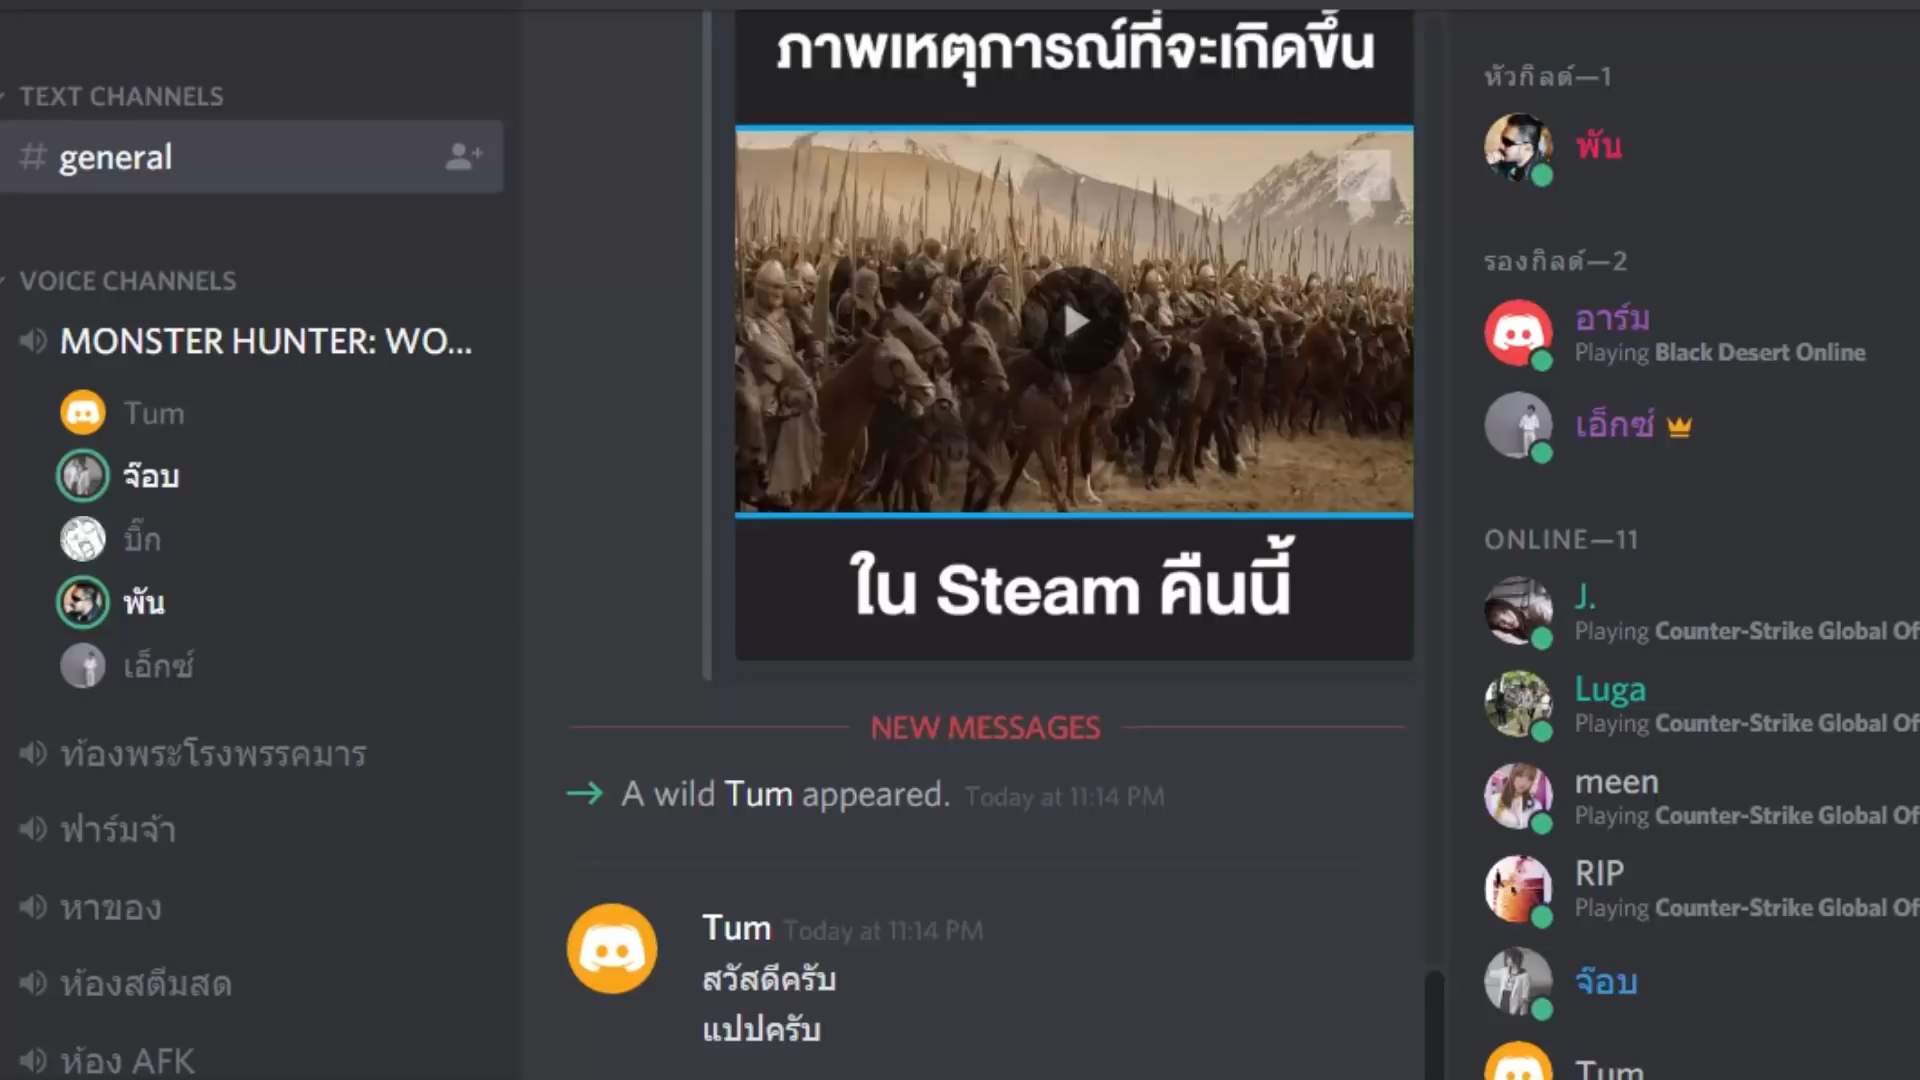 TEXT CHANNELS
# general
VOICE CHANNELS
MONSTER HUNTER: WO...
Tum
จ๊อบ
บิ๊ก
พัน
เอ็กซ์
ท้องพระโรงพรรคมาร
ฟาร์มจ้า
หาของ
ห้องสตีมสด
ห้อง AFK
ภาพเหตุการณ์ที่จะเกิดขึ้น
ใน Steam คืนนี้
NEW MESSAGES
A wild Tum appeared. Today at 11:14 PM
Tum Today at 11:14 PM
สวัสดีครับ
แปปครับ
หัวกิลด์—1
พัน
รองกิลด์—2
อาร์ม
Playing Black Desert Online
เอ็กซ์
ONLINE—11
J.
Playing Counter-Strike Global Of
Luga
Playing Counter-Strike Global Of
meen
Playing Counter-Strike Global Of
RIP
Playing Counter-Strike Global Of
จ๊อบ
Tum